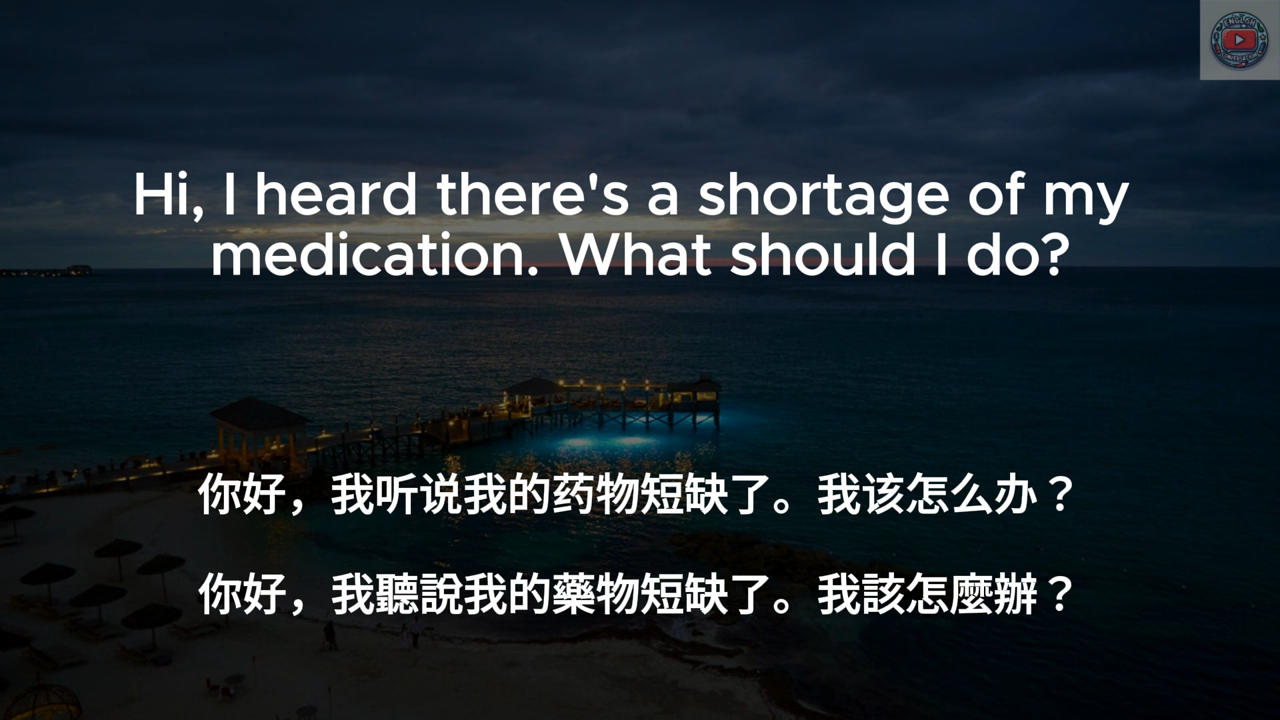 ENGLISH
Hi, I heard there's a shortage of my
medication. What should I do?
你好，我听说我的药物短缺了。我该怎么办？
你好，我聽說我的藥物短缺了。我該怎麼辦？